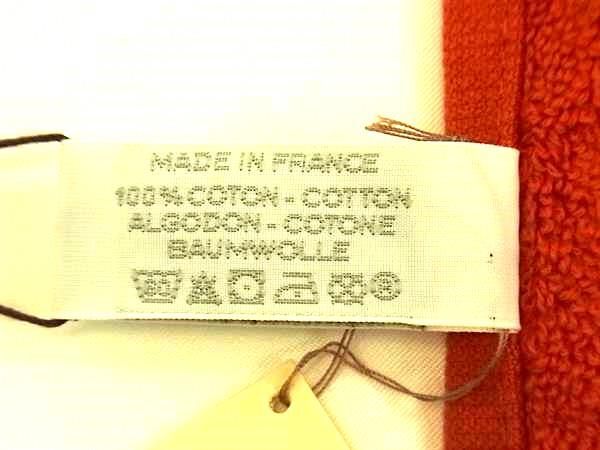 MADE IN FRANCE
100% COTON - COTTON
ALGODON - COTONE
BAUMWOLLE